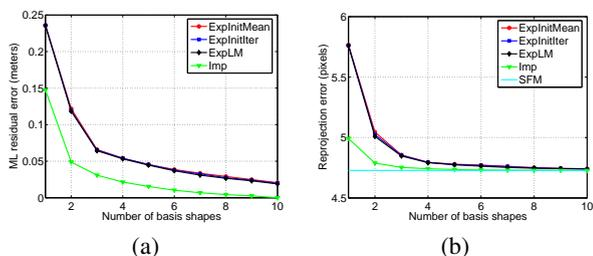 0.25
0.2
0.15
0.1
0.05
0
ML residual error (meters)
2 4 6 8 10
Number of basis shapes
ExpInitMean
ExpInitIter
ExpLM
Imp
(a)
6
5.5
5
4.5
Reprojection error (pixels)
2 4 6 8 10
Number of basis shapes
ExpInitMean
ExpInitIter
ExpLM
Imp
SFM
(b)